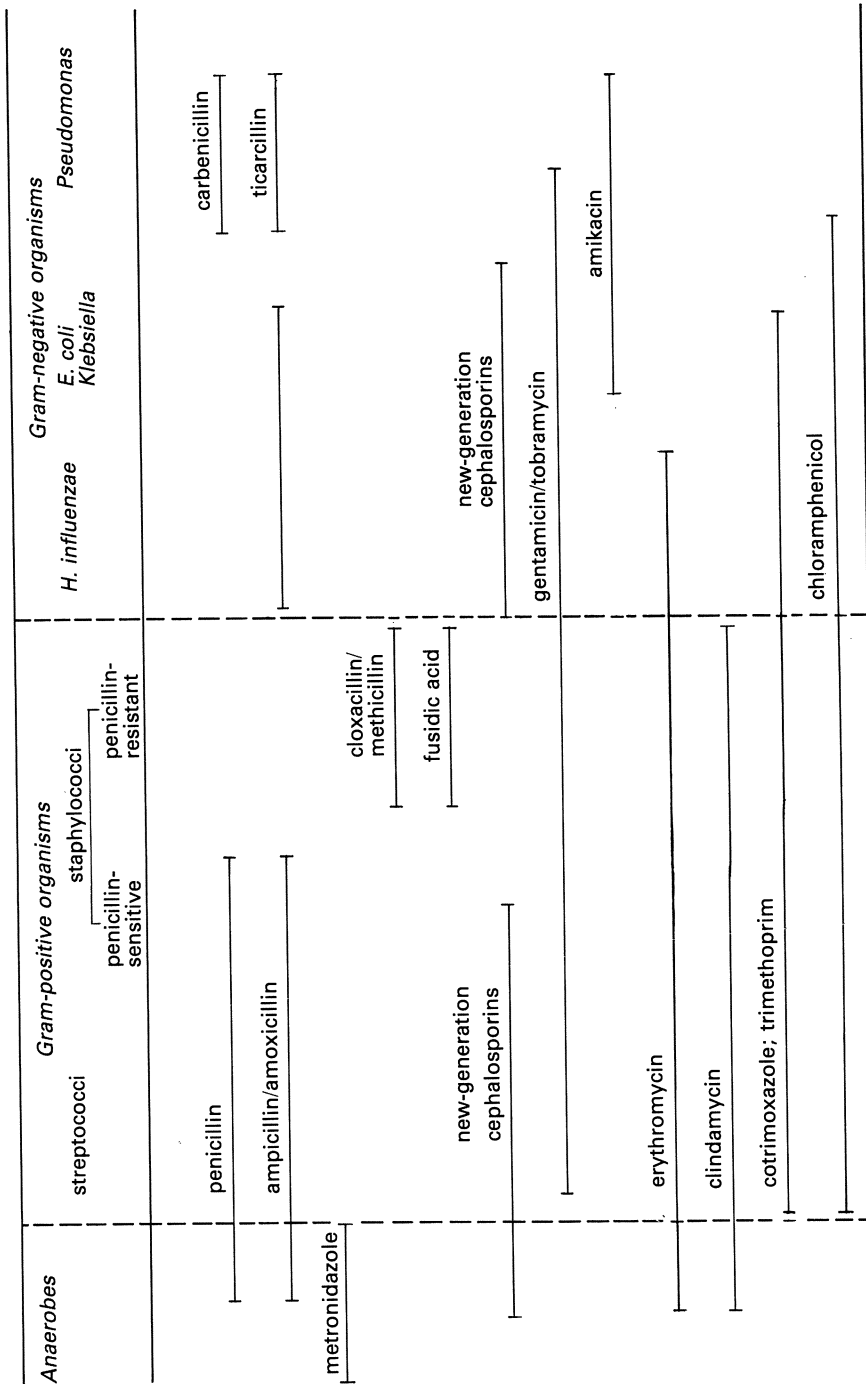 Anaerobes
Gram-positive organisms
Gram-negative organisms
streptococci
staphylococci
H. influenzae
E. coli
Klebsiella
Pseudomonas
penicillin-
sensitive
penicillin-
resistant
penicillin
carbenicillin
ampicillin/amoxicillin
ticarcillin
metronidazole
cloxacillin/
methicillin
fusidic acid
new-generation
cephalosporins
new-generation
cephalosporins
gentamicin/tobramycin
amikacin
erythromycin
clindamycin
cotrimoxazole; trimethoprim
chloramphenicol